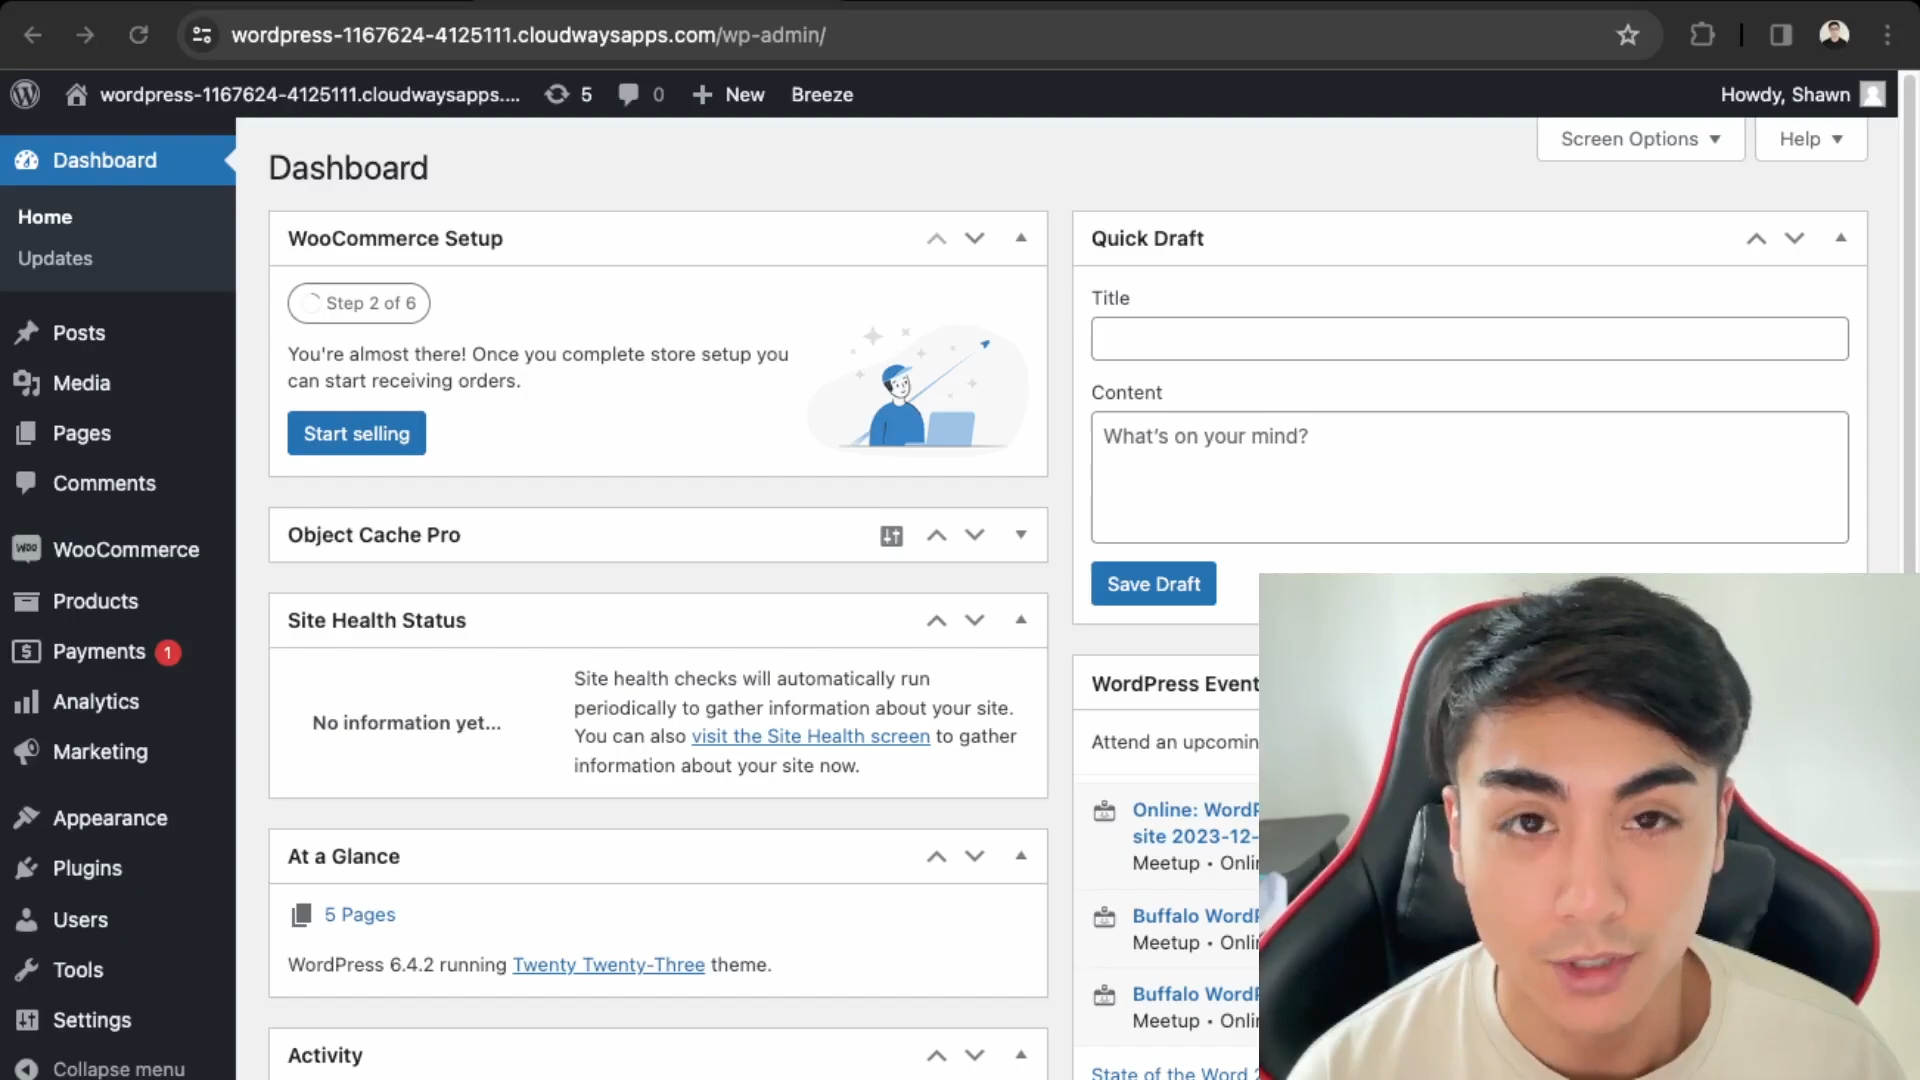 wordpress-1167624-4125111.cloudwaysapps.com/wp-admin/
wordpress-1167624-4125111.cloudwaysapps.... 5 0 New Breeze
Howdy, Shawn
Dashboard
Home
Updates
Posts
Media
Pages
Comments
WOO WooCommerce
Products
Payments 1
Analytics
Marketing
Appearance
Plugins
Users
Tools
Settings
Collapse menu
Screen Options Help
Dashboard
WooCommerce Setup
Step 2 of 6
You're almost there! Once you complete store setup you
can start receiving orders.
Start selling
Object Cache Pro
Site Health Status
No information yet...
Site health checks will automatically run
periodically to gather information about your site.
You can also visit the Site Health screen to gather
information about your site now.
At a Glance
5 Pages
WordPress 6.4.2 running Twenty Twenty-Three theme.
Activity
Quick Draft
Title
Content
What's on your mind?
Save Draft
WordPress Event
Attend an upcomin
Online: WordP
site 2023-12-
Meetup • Onlin
Buffalo WordP
Meetup • Onlin
Buffalo WordP
Meetup • Onlin
State of the Word 2